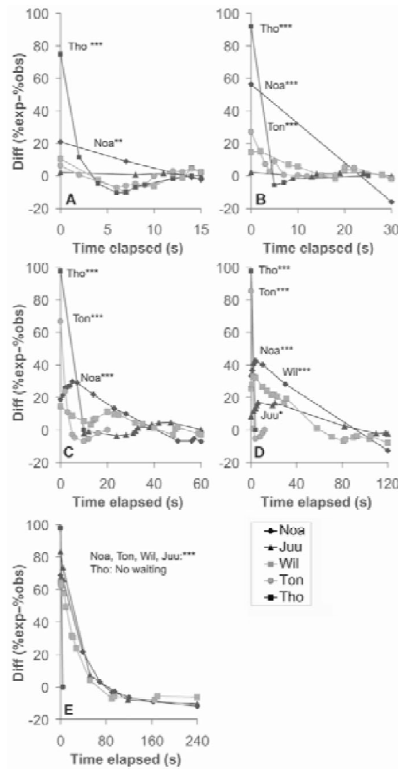 Diff (%exp-%obs)
100
80
60
40
20
0
-20
Tho ***
Noa**
A
0 5 10 15
Time elapsed (s)
100
80
60
40
20
0
-20
Tho ***
Noa***
Ton***
B
0 10 20 30
Time elapsed (s)
Diff (%exp-%obs)
100
80
60
40
20
0
-20
Tho***
Ton***
Noa***
C
0 20 40 60
Time elapsed (s)
100
80
60
40
20
0
-20
Tho***
Ton***
Noa***
Wil***
Juu*
D
0 40 80 120
Time elapsed (s)
Diff (%exp-%obs)
100
80
60
40
20
0
-20
Noa, Ton, Wil, Juu:***
Tho: No waiting
E
0 80 160 240
Time elapsed (s)
Noa
Juu
Wil
Ton
Tho